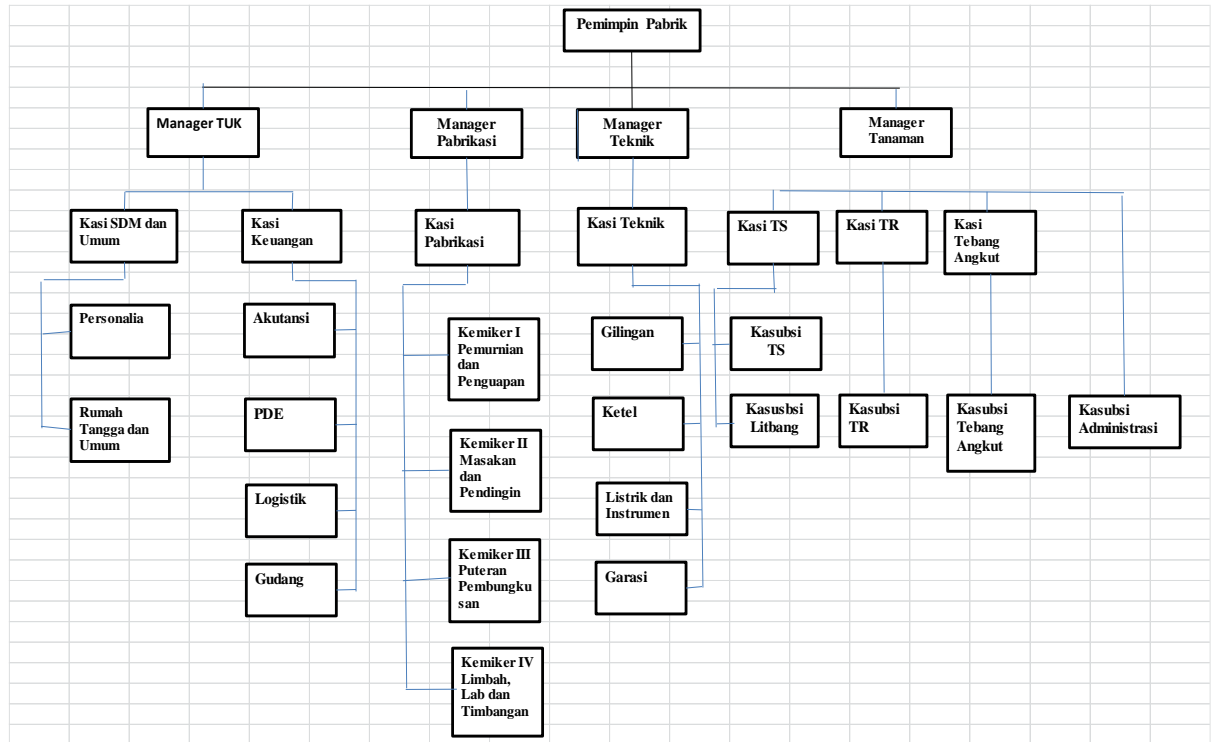 Pemimpin Pabrik
Manager TUK
Manager
Pabrikasi
Manager
Teknik
Manager
Tanaman
Kasi SDM dan
Umum
Kasi
Keuangan
Kasi
Pabrikasi
Kasi Teknik
Kasi TS
Kasi TR
Kasi
Tebang
Angkut
Personalia
Rumah
Tangga dan
Umum
Akutansi
PDE
Logistik
Gudang
Kemiker I
Pemurnian
dan
Penguapan
Kemiker II
Masakan
dan
Pendingin
Kemiker III
Puteran
Pembungku
san
Kemiker IV
Limbah,
Lab dan
Timbangan
Gilingan
Ketel
Listrik dan
Instrumen
Garasi
Kasubsi
TS
Kasusbsi
Litbang
Kasubsi
TR
Kasubsi
Tebang
Angkut
Kasubsi
Administrasi